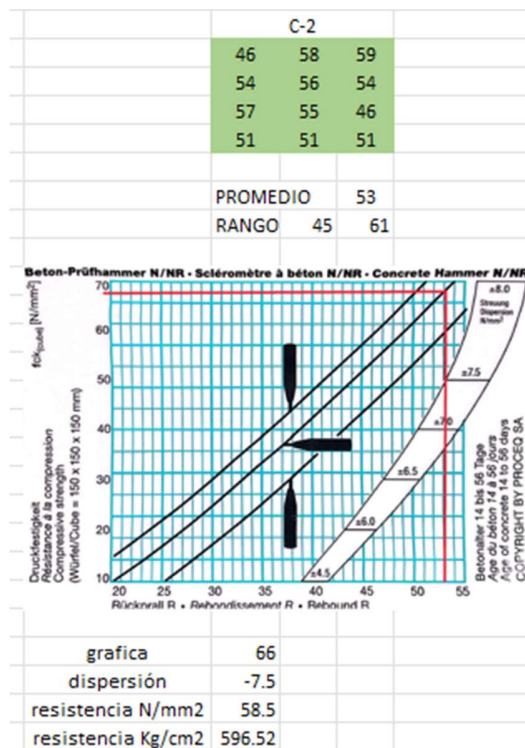 C-2
46 58 59
54 56 54
57 55 46
51 51 51
PROMEDIO 53
RANGO 45 61
Beton-Prüfhammer N/NR · Scléromètre à béton N/NR · Concrete Hammer N/NR
fck(cube) [N/mm²]
70
60
50
40
30
20
10
Druckfestigkeit
Résistance à la compression
Compressive strength
(Würfel/Cube = 150 x 150 x 150 mm)
±8.0
Streuung
Dispersion
N/mm²
±7.5
±7.0
±6.5
±6.0
±4.5
Betonalter 14 bis 56 Tage
Age du béton 14 à 56 jours
Age of concrete 14 to 56 days
COPYRIGHT BY PROCEQ SA
20 25 30 35 40 45 50 55
Rückprall R · Rebondissement R · Rebound R
grafica 66
dispersión -7.5
resistencia N/mm2 58.5
resistencia Kg/cm2 596.52